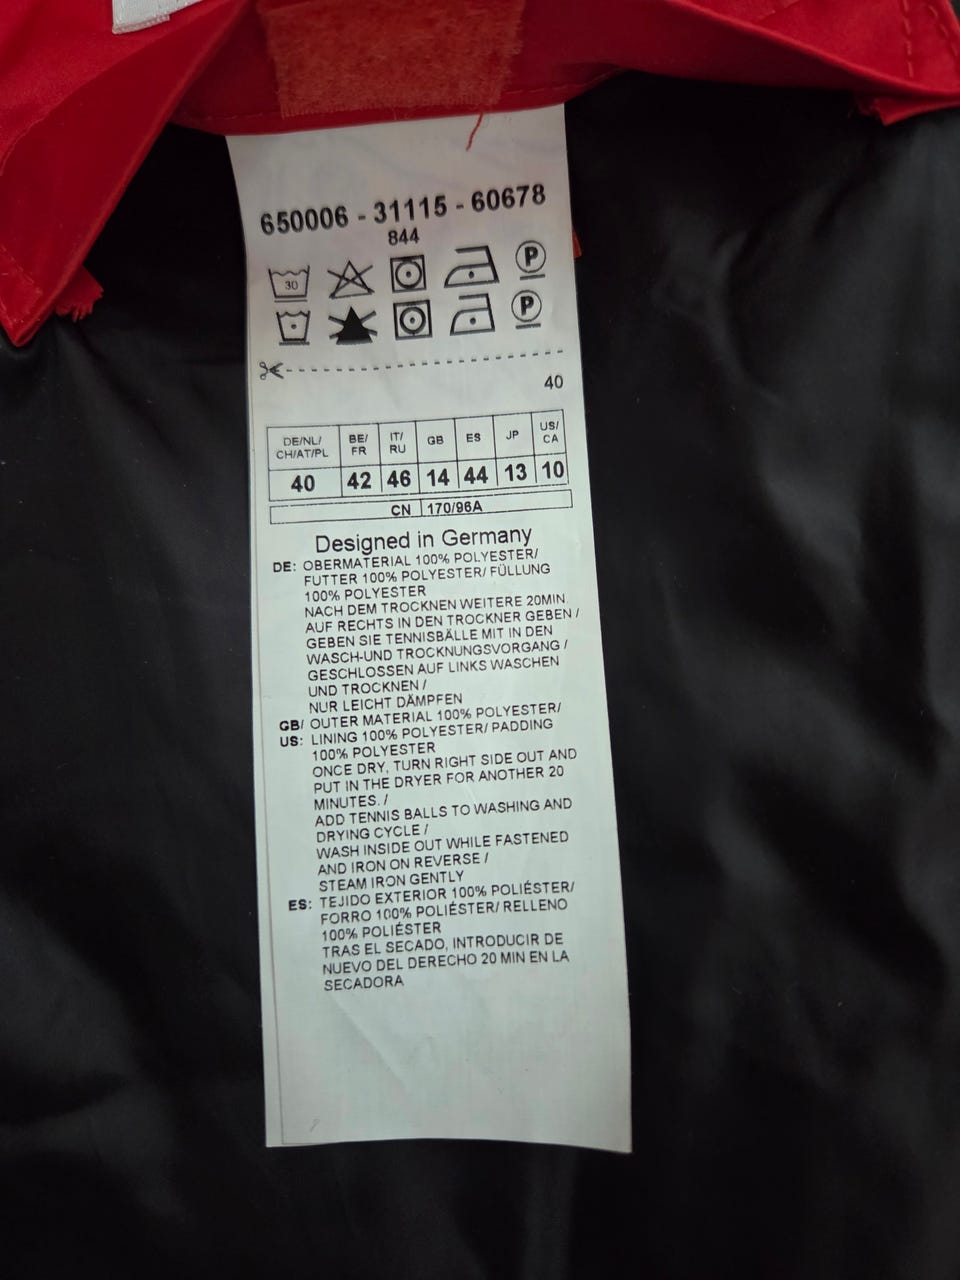 650006 - 31115 - 60678
844
30 P
P
40
DE/NL/ CH/AT/PL BE/ FR IT/ RU GB ES JP US/ CA
40 42 46 14 44 13 10
CN 170/96A
Designed in Germany
DE: OBERMATERIAL 100% POLYESTER/
FUTTER 100% POLYESTER/ FÜLLUNG
100% POLYESTER
NACH DEM TROCKNEN WEITERE 20MIN.
AUF RECHTS IN DEN TROCKNER GEBEN /
GEBEN SIE TENNISBÄLLE MIT IN DEN
WASCH-UND TROCKNUNGSVORGANG /
GESCHLOSSEN AUF LINKS WASCHEN
UND TROCKNEN /
NUR LEICHT DÄMPFEN
GB/ OUTER MATERIAL 100% POLYESTER/
US: LINING 100% POLYESTER/ PADDING
100% POLYESTER
ONCE DRY, TURN RIGHT SIDE OUT AND
PUT IN THE DRYER FOR ANOTHER 20
MINUTES. /
ADD TENNIS BALLS TO WASHING AND
DRYING CYCLE /
WASH INSIDE OUT WHILE FASTENED
AND IRON ON REVERSE /
STEAM IRON GENTLY
ES: TEJIDO EXTERIOR 100% POLIÉSTER/
FORRO 100% POLIÉSTER/ RELLENO
100% POLIÉSTER
TRAS EL SECADO, INTRODUCIR DE
NUEVO DEL DERECHO 20 MIN EN LA
SECADORA